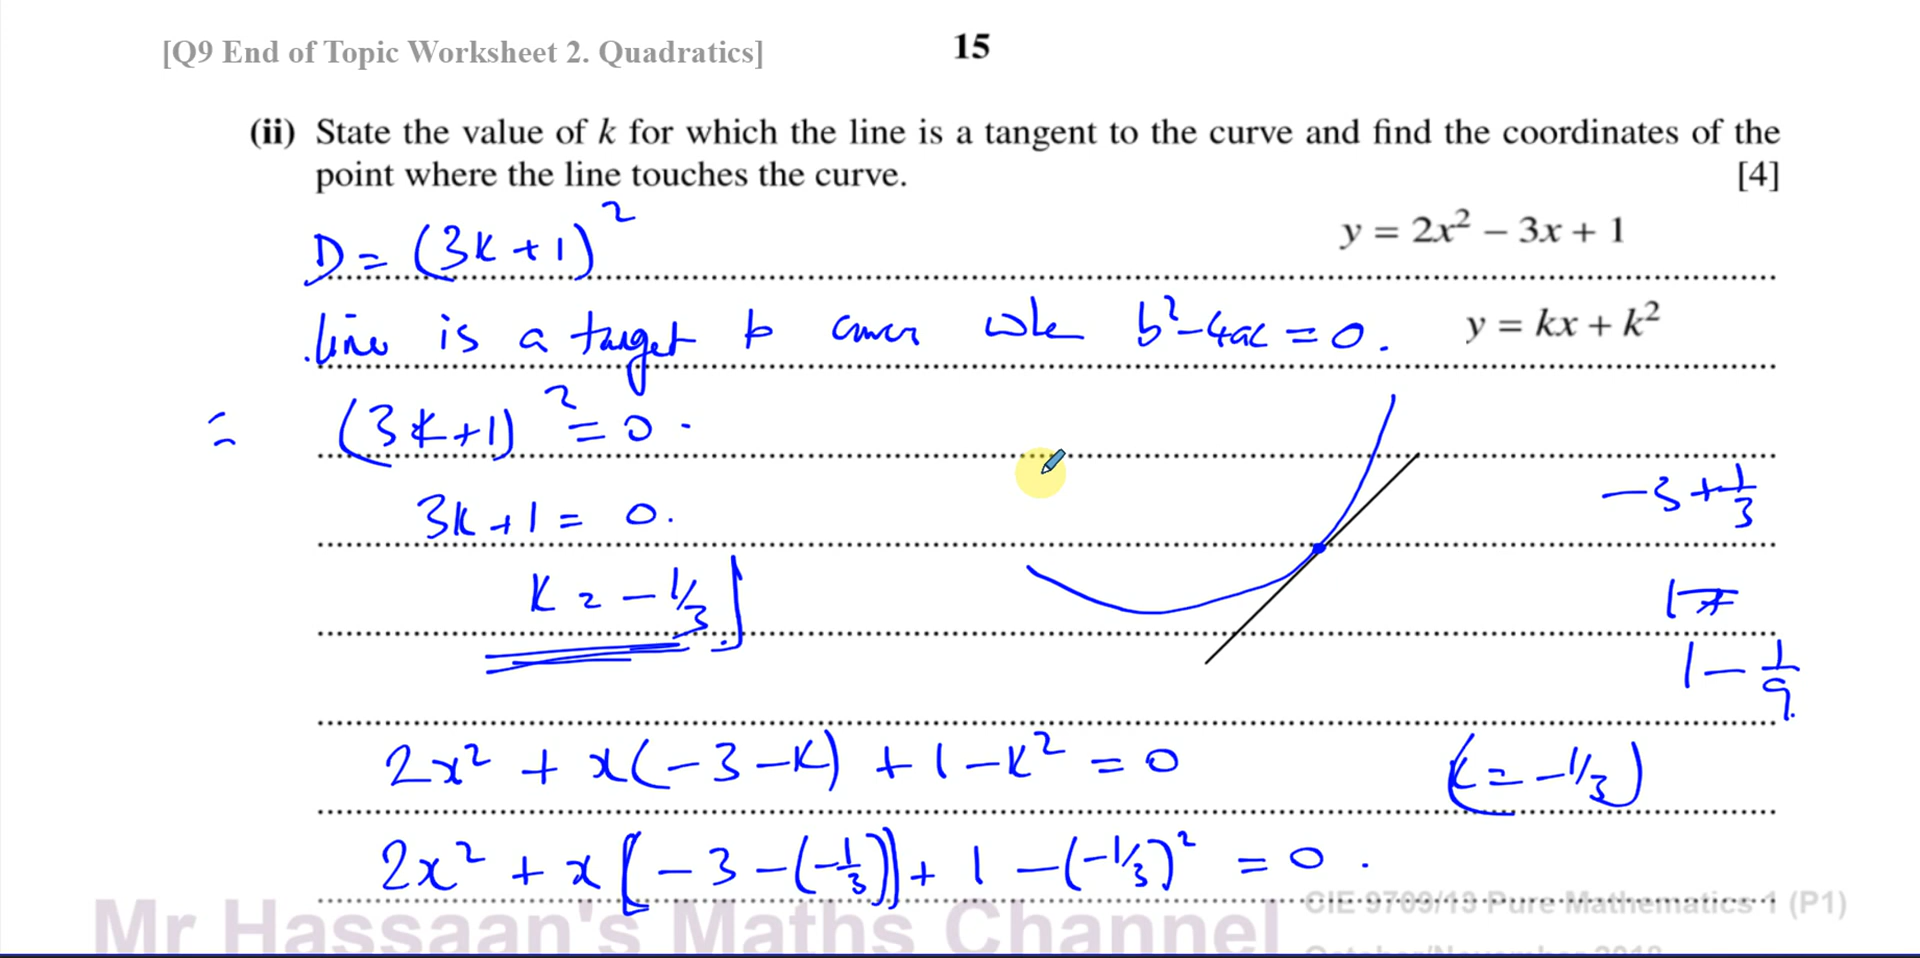 [Q9 End of Topic Worksheet 2. Quadratics]
15
(ii) State the value of k for which the line is a tangent to the curve and find the coordinates of the
point where the line touches the curve. [4]
D = (3k + 1)²
y = 2x² − 3x + 1
line is a target to when b² − 4ac = 0.
y = kx + k²
= (3k + 1)² = 0.
3k + 1 = 0.
−3 + 1/3
k = −1/3
1 −
1 − 1/9
2x² + x(−3 − k) + 1 − k² = 0
(k = −1/3)
2x² + x[−3 − (−1/3)] + 1 − (−1/3)² = 0.
CIE 9709/13 Pure Mathematics 1 (P1)
Mr Hassaan's Maths Channel
October/November 2018